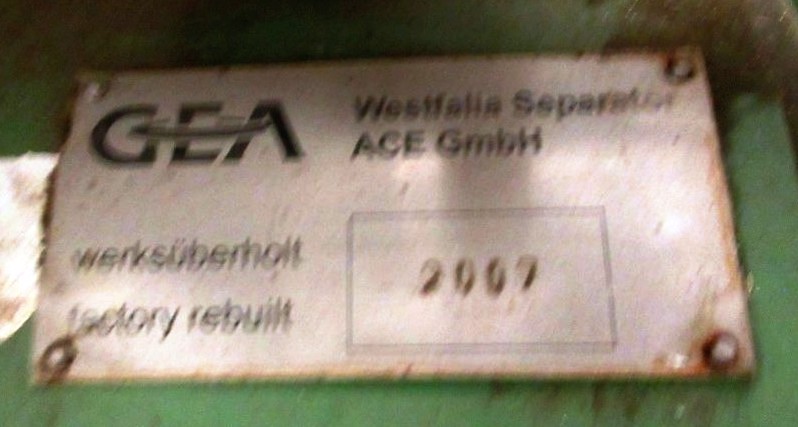 GEA
Westfalia Separator
ACE GmbH
werksüberholt
factory rebuilt
2007